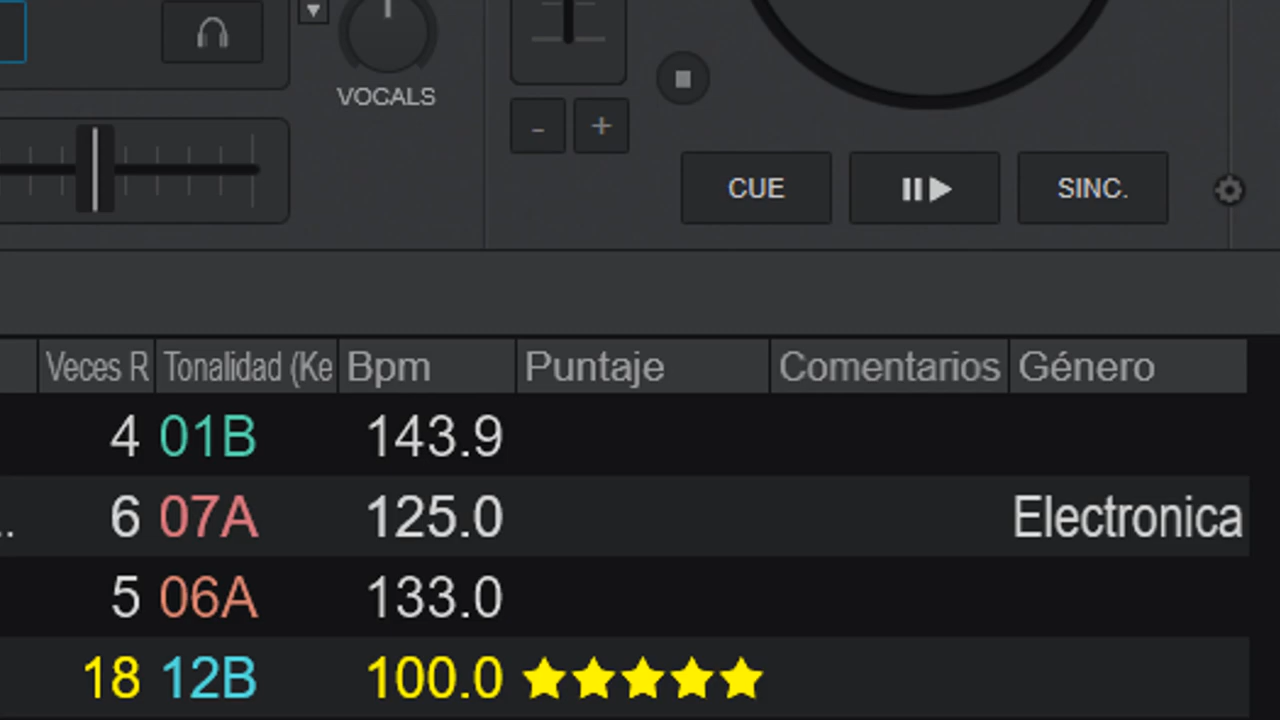 VOCALS
- +
CUE SINC.
Veces R Tonalidad (Ke Bpm Puntaje Comentarios Género
4 01B 143.9
.. 6 07A 125.0 Electronica
5 06A 133.0
18 12B 100.0